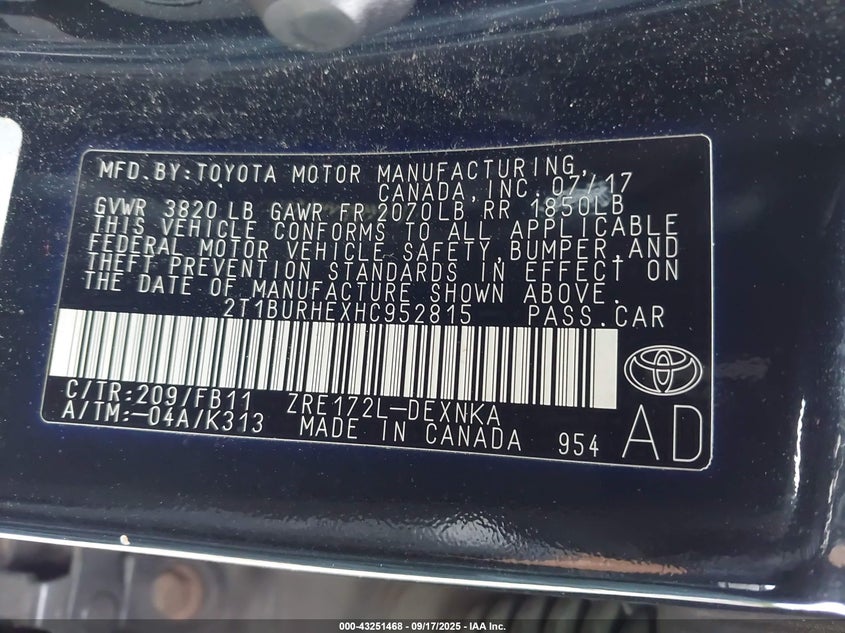 MFD.BY:TOYOTA MOTOR MANUFACTURING,
CANADA,INC.07/17
GVWR 3820 LB GAWR FR 2070LB RR 1850LB
THIS VEHICLE CONFORMS TO ALL APPLICABLE
FEDERAL MOTOR VEHICLE SAFETY,BUMPER,AND
THEFT PREVENTION STANDARDS IN EFFECT ON
THE DATE OF MANUFACTURE SHOWN ABOVE.
2T1BURHEXHC952815 PASS.CAR
C/TR:209/FB11 ZRE172L-DEXNKA
A/TM:-04A/K313 MADE IN CANADA 954 AD
000-43251468 - 09/17/2025 - IAA Inc.